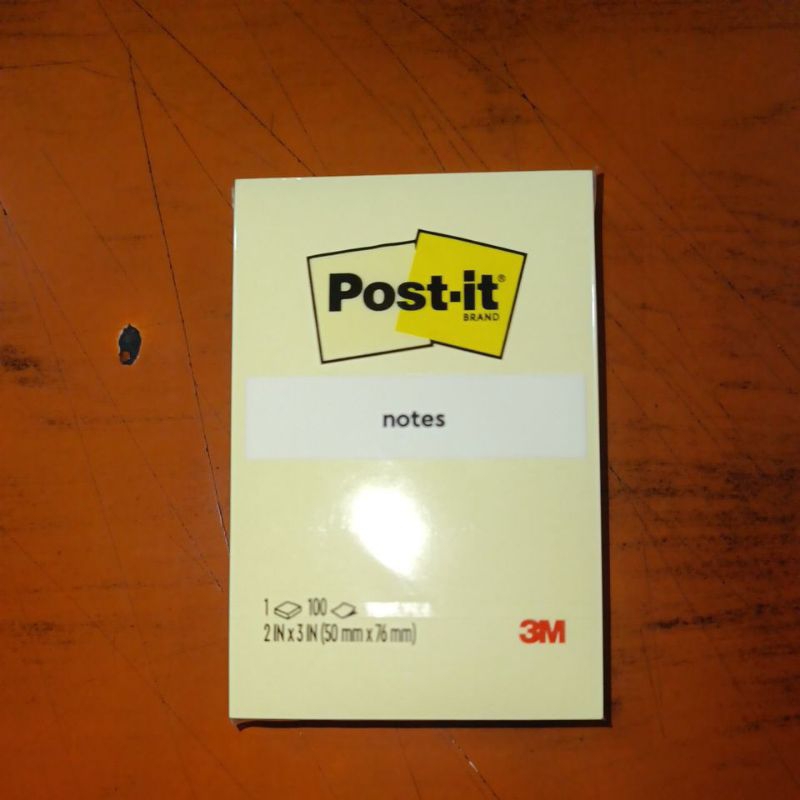 Post-it®
BRAND
notes
1 100
2 IN x 3 IN (50 mm x 76 mm)
3M